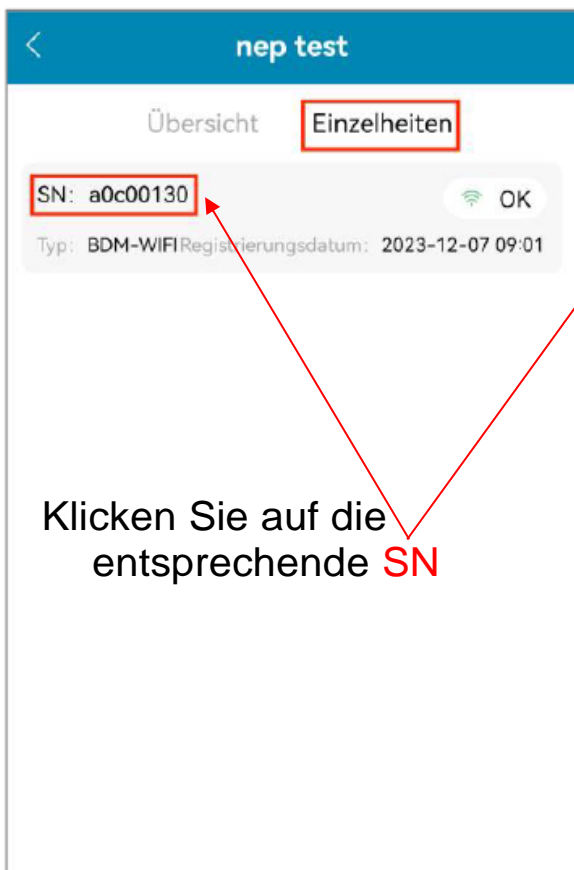 nep test
Übersicht Einzelheiten
SN: a0c00130 OK
Typ: BDM-WIFI Registrierungsdatum: 2023-12-07 09:01
Klicken Sie auf die
entsprechende SN